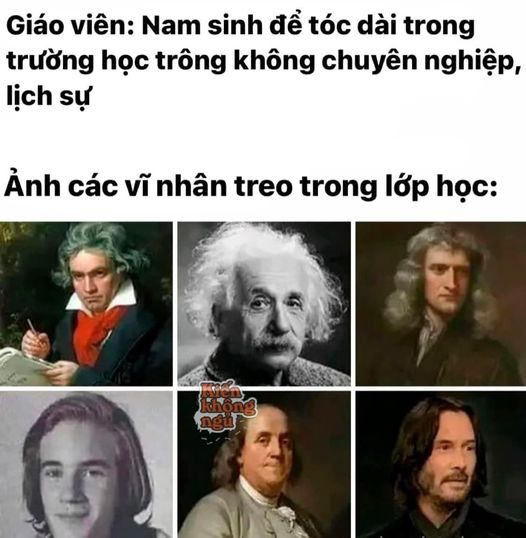 Giáo viên: Nam sinh để tóc dài trong
trường học trông không chuyên nghiệp,
lịch sự
Ảnh các vĩ nhân treo trong lớp học:
Kiến
không
ngủ